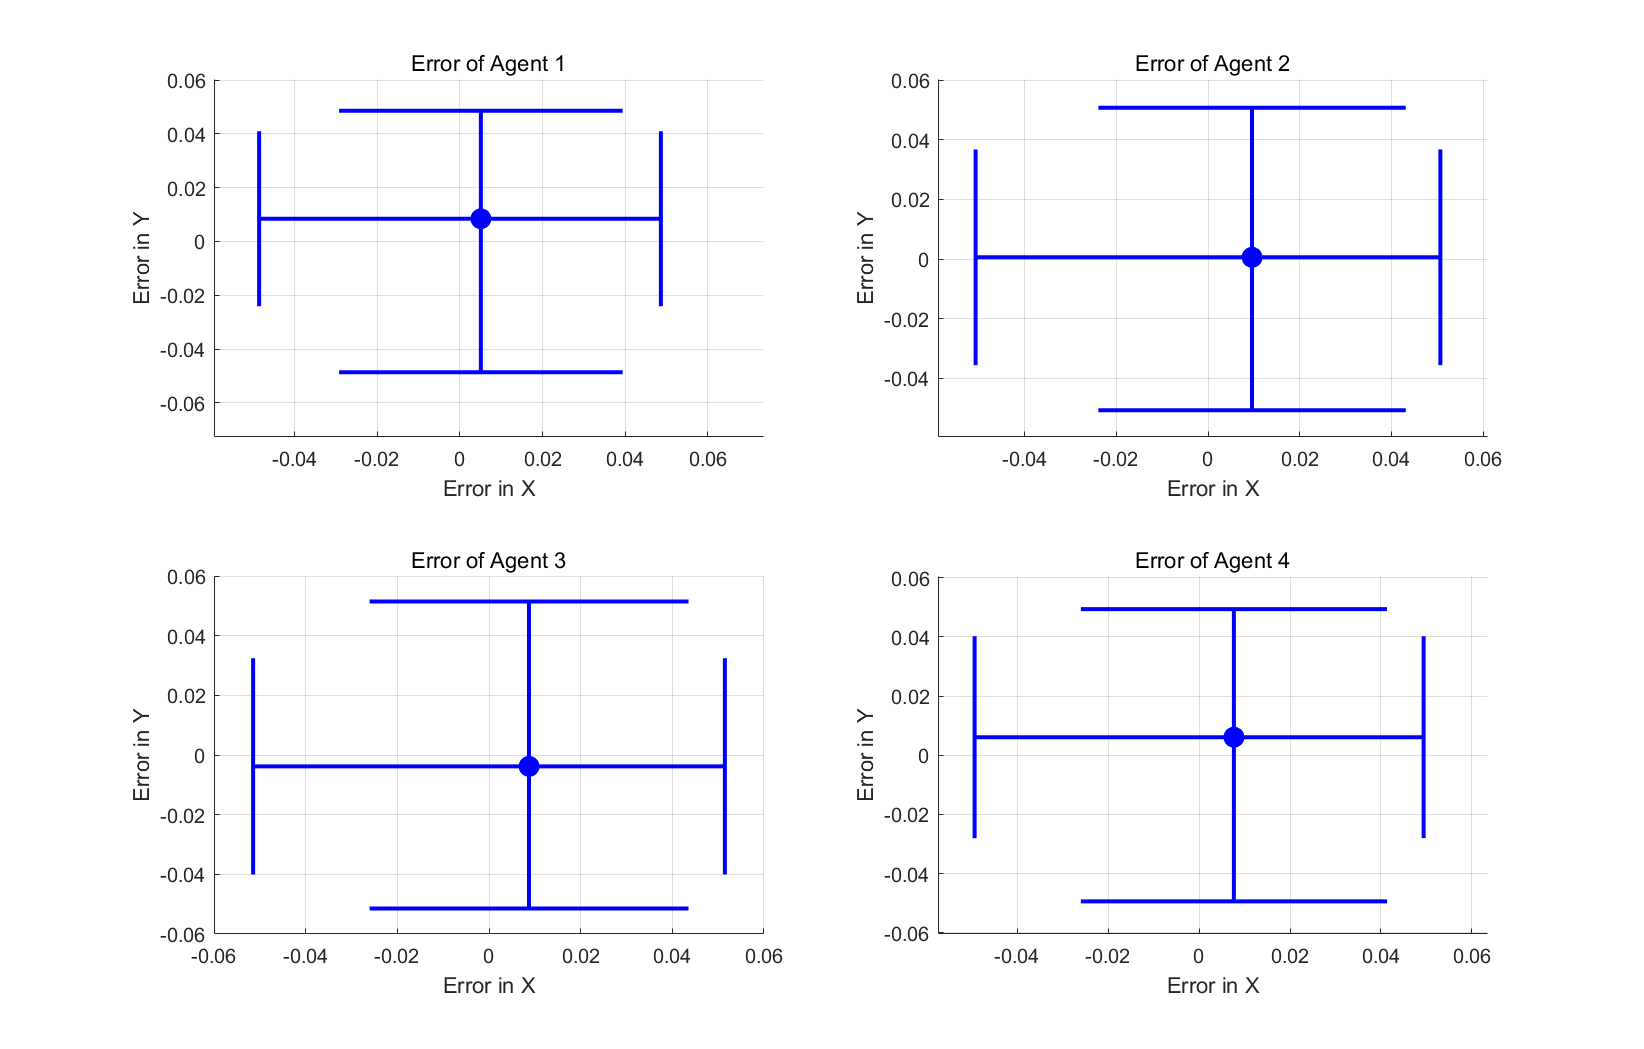 Error of Agent 1
0.06
0.04
0.02
0
-0.02
-0.04
-0.06
Error in Y
-0.04 -0.02 0 0.02 0.04 0.06
Error in X
Error of Agent 2
0.06
0.04
0.02
0
-0.02
-0.04
Error in Y
-0.04 -0.02 0 0.02 0.04 0.06
Error in X
Error of Agent 3
0.06
0.04
0.02
0
-0.02
-0.04
-0.06
Error in Y
-0.06 -0.04 -0.02 0 0.02 0.04 0.06
Error in X
Error of Agent 4
0.06
0.04
0.02
0
-0.02
-0.04
-0.06
Error in Y
-0.04 -0.02 0 0.02 0.04 0.06
Error in X